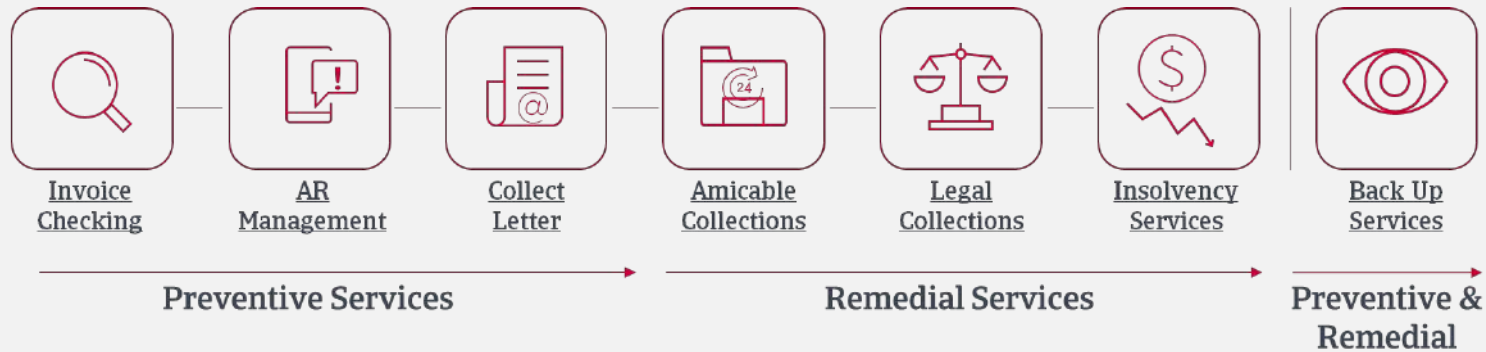 !
@
24
$
Invoice
Checking
AR
Management
Collect
Letter
Amicable
Collections
Legal
Collections
Insolvency
Services
Back Up
Services
Preventive Services
Remedial Services
Preventive &
Remedial